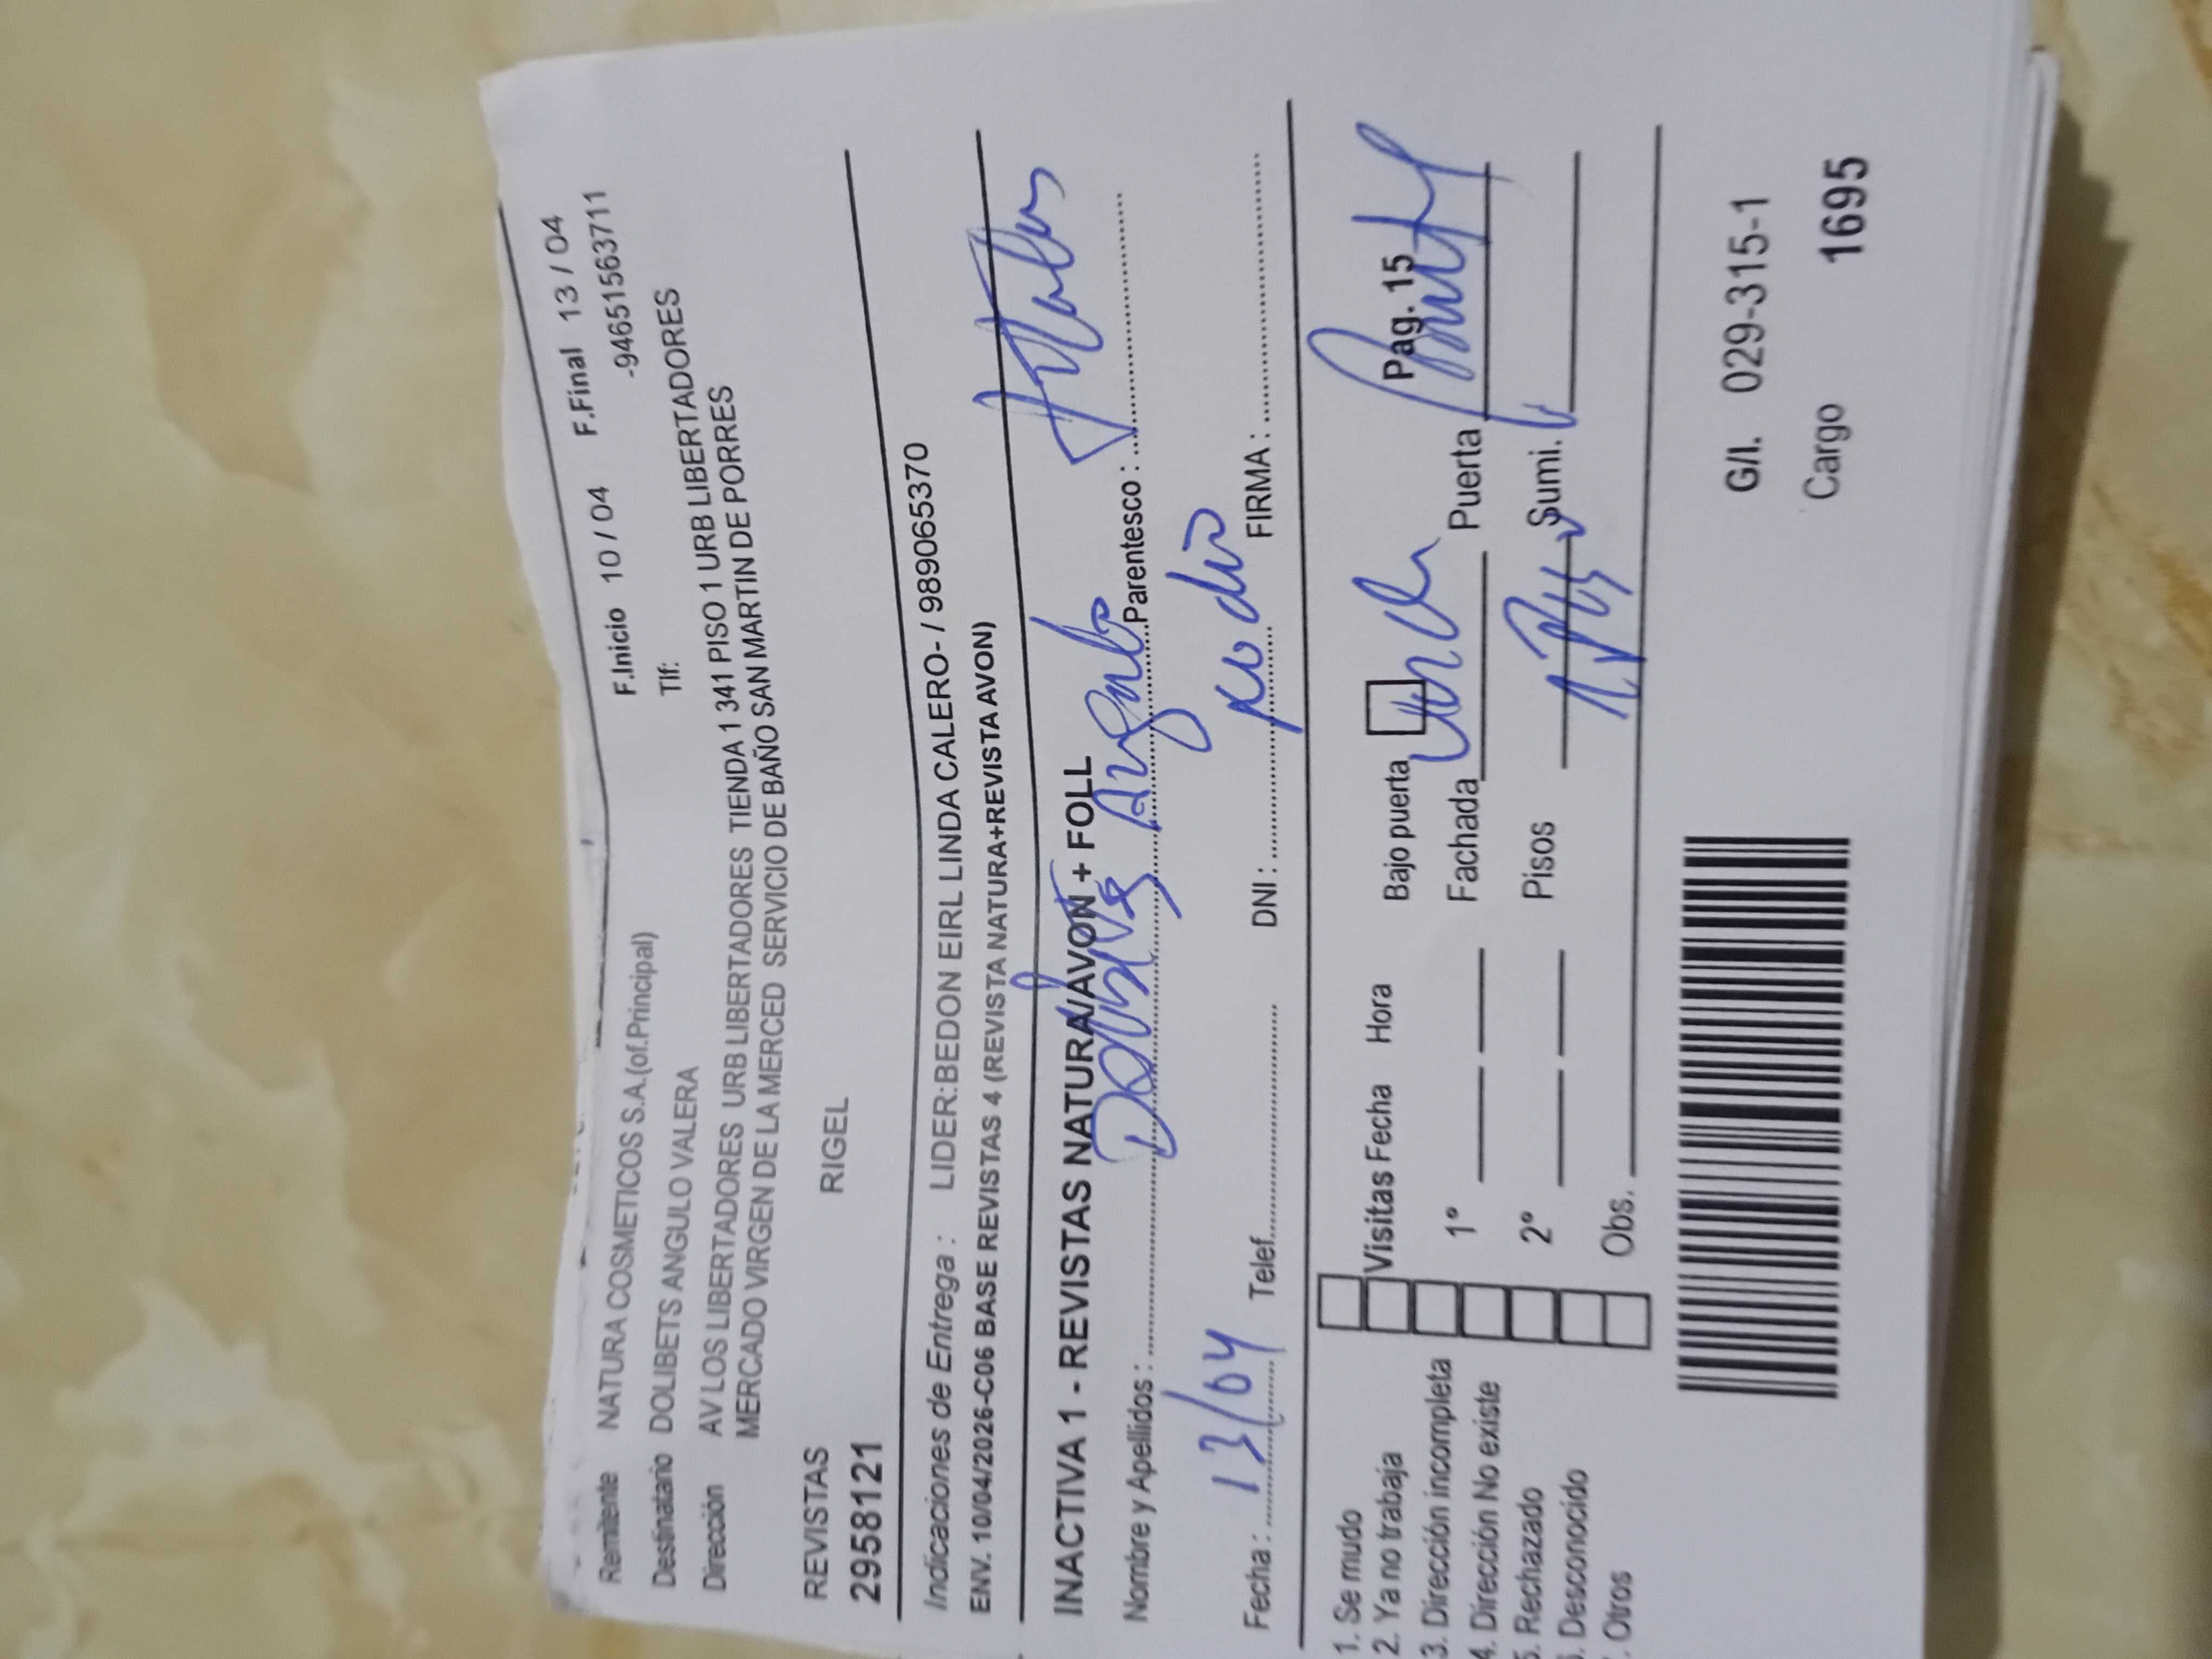 F.Inicio 10 / 04 F.Final 13 / 04
Remitente NATURA COSMETICOS S.A.(of.Principal) Tlf: -946515563711
Destinatario DOLIBETS ANGULO VALERA
Dirección AV LOS LIBERTADORES URB LIBERTADORES TIENDA 1 341 PISO 1 URB LIBERTADORES
MERCADO VIRGEN DE LA MERCED SERVICIO DE BAÑO SAN MARTIN DE PORRES
REVISTAS RIGEL
29558121
Indicaciones de Entrega : LIDER:BEDON EIRL LINDA CALERO- / 989065370
ENV. 10/04/2026-C06 BASE REVISTAS 4 (REVISTA NATURA+REVISTA AVON)
INACTIVA 1 - REVISTAS NATURA/AVON + FOLL
Nombre y Apellidos : Dolibets Angulo Parentesco :
Fecha : 13/04 Telef. DNI : no dio FIRMA :
Pag. 15
1. Se mudo
2. Ya no trabaja
3. Dirección incompleta
4. Dirección No existe
5. Rechazado
. Desconocido
. Otros
Visitas Fecha Hora Bajo puerta
1° Fachada Puerta
2° Pisos Sumi.
Obs.
G/I. 029-315-1
Cargo 1695